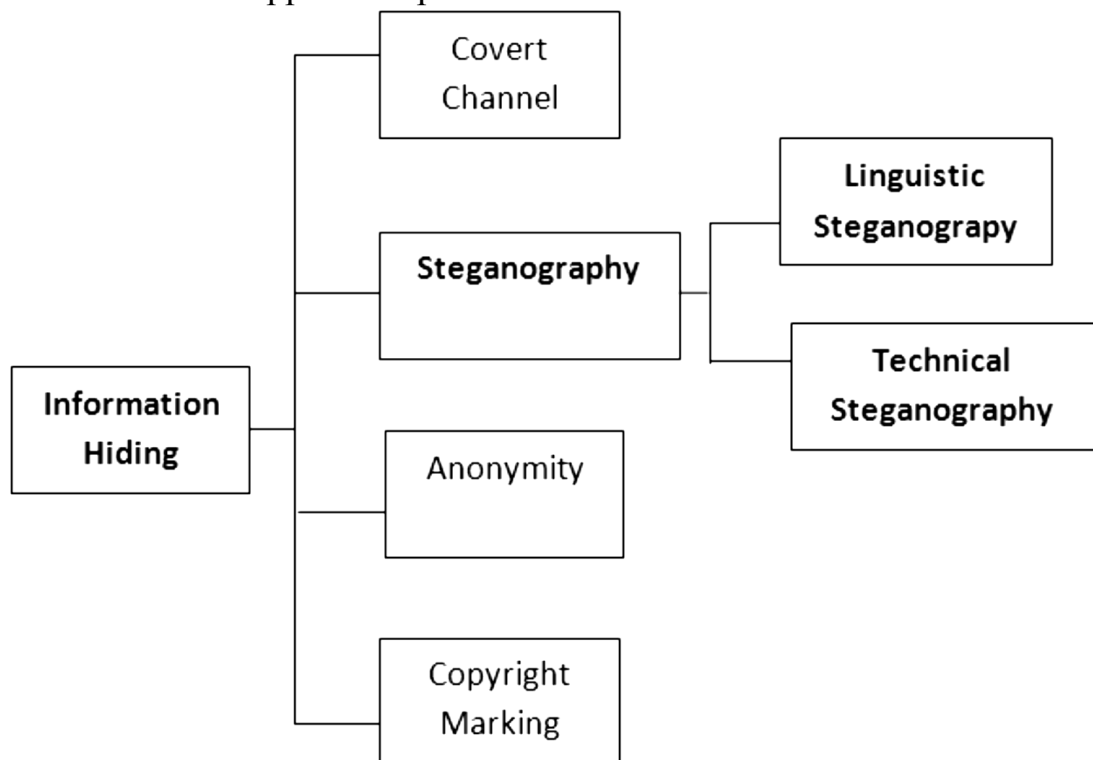 Covert
Channel
Linguistic
Steganograpy
Steganography
Technical
Steganography
Information
Hiding
Anonymity
Copyright
Marking